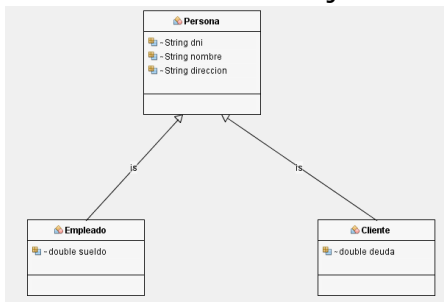 Persona
- String dni
- String nombre
- String direccion
is
is
Empleado
- double sueldo
Cliente
- double deuda